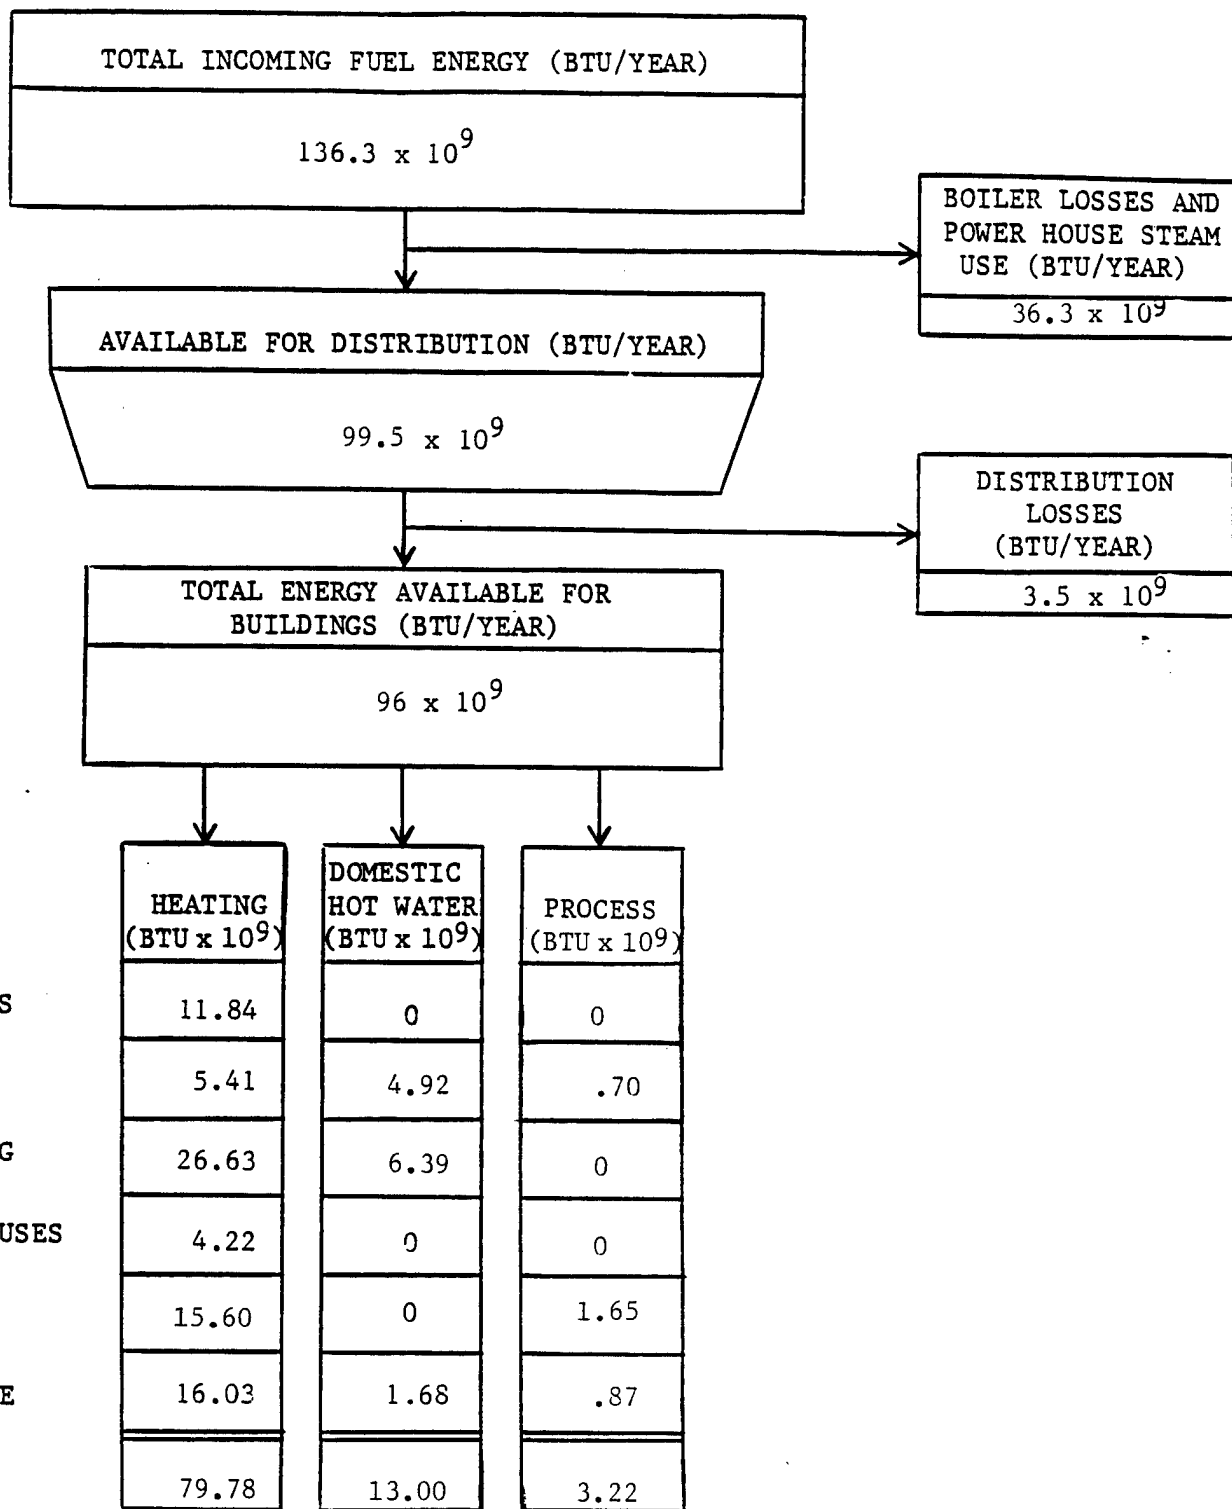 TOTAL INCOMING FUEL ENERGY (BTU/YEAR)
136.3 x 10⁹
BOILER LOSSES AND
POWER HOUSE STEAM
USE (BTU/YEAR)
36.3 x 10⁹
AVAILABLE FOR DISTRIBUTION (BTU/YEAR)
99.5 x 10⁹
DISTRIBUTION
LOSSES
(BTU/YEAR)
3.5 x 10⁹
TOTAL ENERGY AVAILABLE FOR
BUILDINGS (BTU/YEAR)
96 x 10⁹
HEATING
(BTU x 10⁹)
DOMESTIC
HOT WATER
(BTU x 10⁹)
PROCESS
(BTU x 10⁹)
S 11.84 0 0
5.41 4.92 .70
G 26.63 6.39 0
USES 4.22 0 0
15.60 0 1.65
E 16.03 1.68 .87
79.78 13.00 3.22